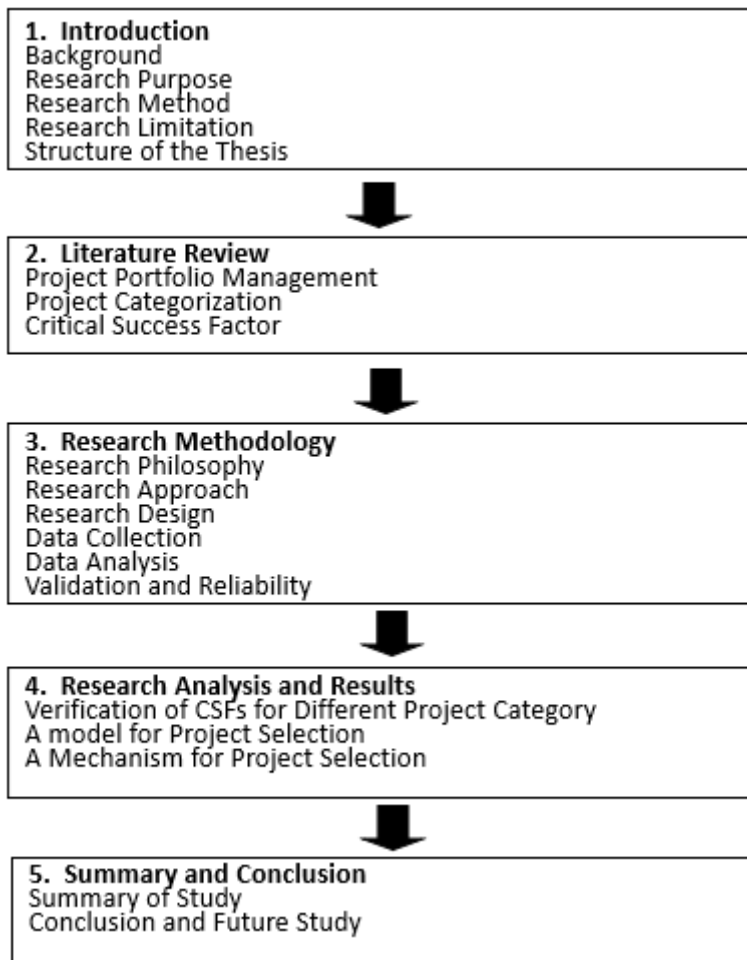 1. Introduction
Background
Research Purpose
Research Method
Research Limitation
Structure of the Thesis
2. Literature Review
Project Portfolio Management
Project Categorization
Critical Success Factor
3. Research Methodology
Research Philosophy
Research Approach
Research Design
Data Collection
Data Analysis
Validation and Reliability
4. Research Analysis and Results
Verification of CSFs for Different Project Category
A model for Project Selection
A Mechanism for Project Selection
5. Summary and Conclusion
Summary of Study
Conclusion and Future Study